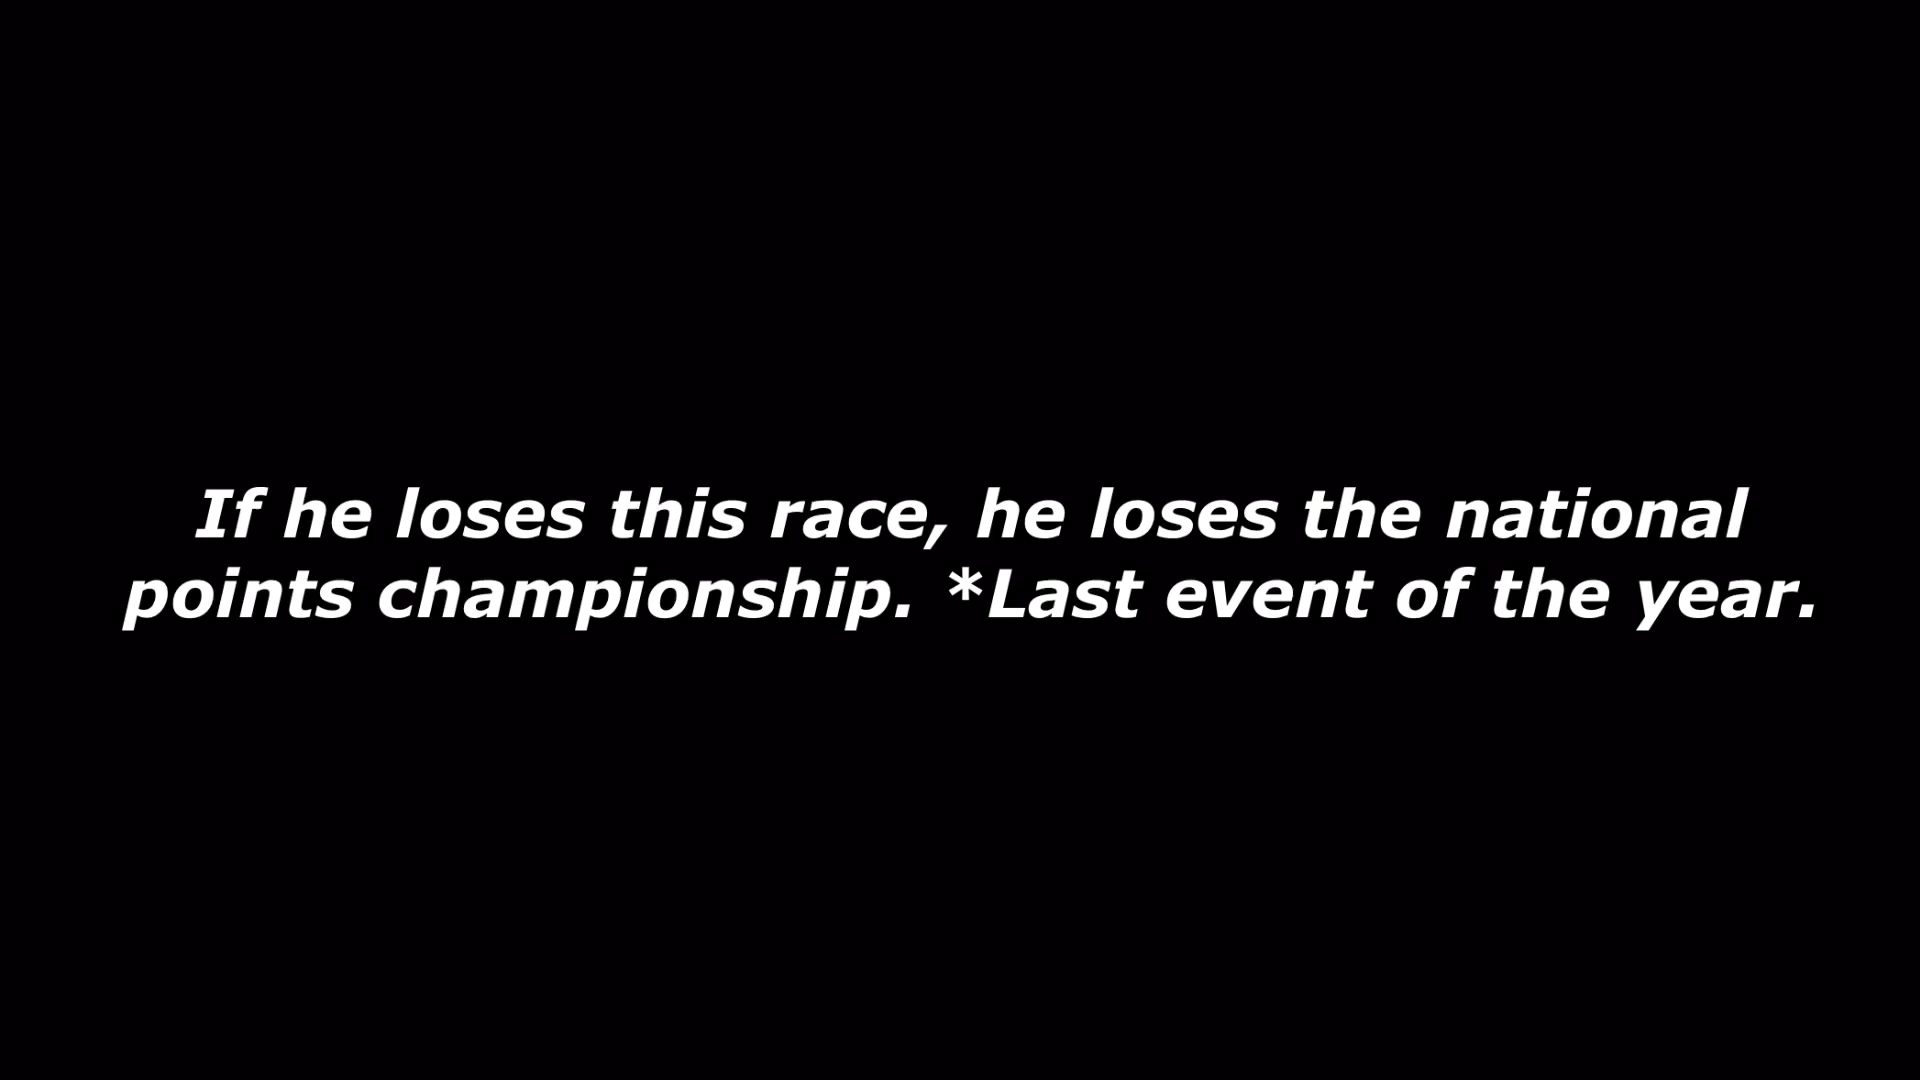 If he loses this race, he loses the national
points championship. *Last event of the year.